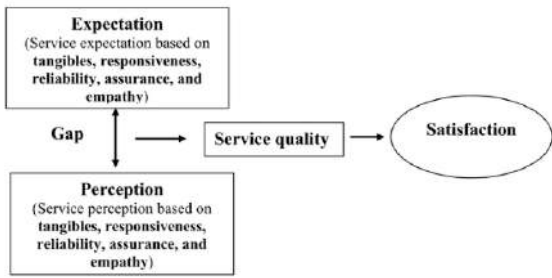 Expectation
(Service expectation based on
tangibles, responsiveness,
reliability, assurance, and
empathy)
Gap
Service quality
Satisfaction
Perception
(Service perception based on
tangibles, responsiveness,
reliability, assurance, and
empathy)